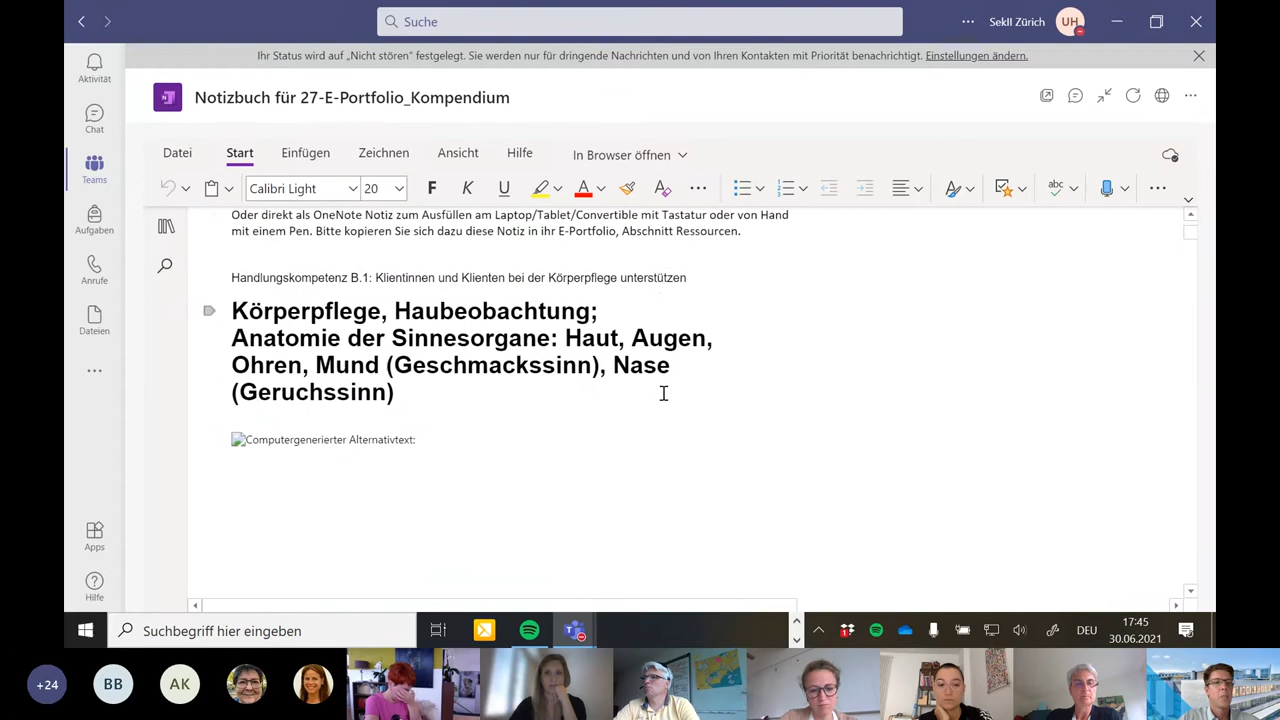 Suche
SekII Zürich
UH
Ihr Status wird auf „Nicht stören" festgelegt. Sie werden nur für dringende Nachrichten und von Ihren Kontakten mit Priorität benachrichtigt. Einstellungen ändern.
Aktivität
Chat
Teams
Aufgaben
Anrufe
Dateien
Apps
Hilfe
Notizbuch für 27-E-Portfolio_Kompendium
Datei Start Einfügen Zeichnen Ansicht Hilfe In Browser öffnen
Calibri Light 20 F K U A A abc
Oder direkt als OneNote Notiz zum Ausfüllen am Laptop/Tablet/Convertible mit Tastatur oder von Hand
mit einem Pen. Bitte kopieren Sie sich dazu diese Notiz in ihr E-Portfolio, Abschnitt Ressourcen.
Handlungskompetenz B.1: Klientinnen und Klienten bei der Körperpflege unterstützen
Körperpflege, Haubeobachtung;
Anatomie der Sinnesorgane: Haut, Augen,
Ohren, Mund (Geschmackssinn), Nase
(Geruchssinn)
Computergenerierter Alternativtext:
Suchbegriff hier eingeben
DEU
17:45
30.06.2021
+24
BB
AK